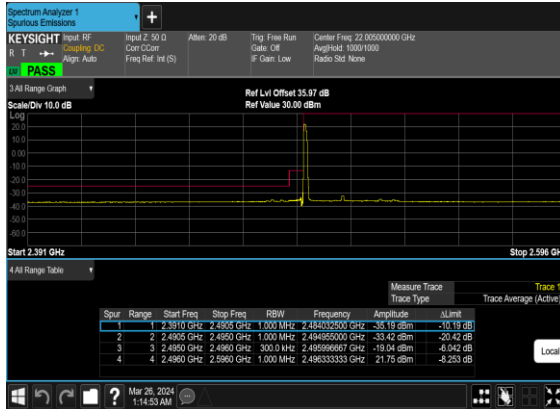 Spectrum Analyzer 1
Spurious Emissions
KEYSIGHT Input: RF Input Z: 50 Ω Atten: 20 dB Trig: Free Run Center Freq: 22.005000000 GHz
R T Coupling: DC Corr CCorr Gate: Off Avg|Hold: 1000/1000
Align: Auto Freq Ref: Int (S) IF Gain: Low Radio Std: None
PASS
3 All Range Graph
Ref Lvl Offset 35.97 dB
Scale/Div 10.0 dB Ref Value 30.00 dBm
Log
20.0
10.0
0.00
-10.0
-20.0
-30.0
-40.0
-50.0
-60.0
Start 2.391 GHz Stop 2.596 GH
4 All Range Table
Measure Trace Trace 1
Trace Type Trace Average (Active)
Spur Range Start Freq Stop Freq RBW Frequency Amplitude ΔLimit
1 1 2.3910 GHz 2.4905 GHz 1.000 MHz 2.484032500 GHz -35.19 dBm -10.19 dB
2 2 2.4905 GHz 2.4950 GHz 1.000 MHz 2.494955000 GHz -33.42 dBm -20.42 dB
3 3 2.4950 GHz 2.4960 GHz 300.0 kHz 2.495996667 GHz -19.04 dBm -6.042 dB
4 4 2.4960 GHz 2.5960 GHz 1.000 MHz 2.496333333 GHz 21.75 dBm -8.253 dB
Local
Mar 26, 2024
1:14:53 AM